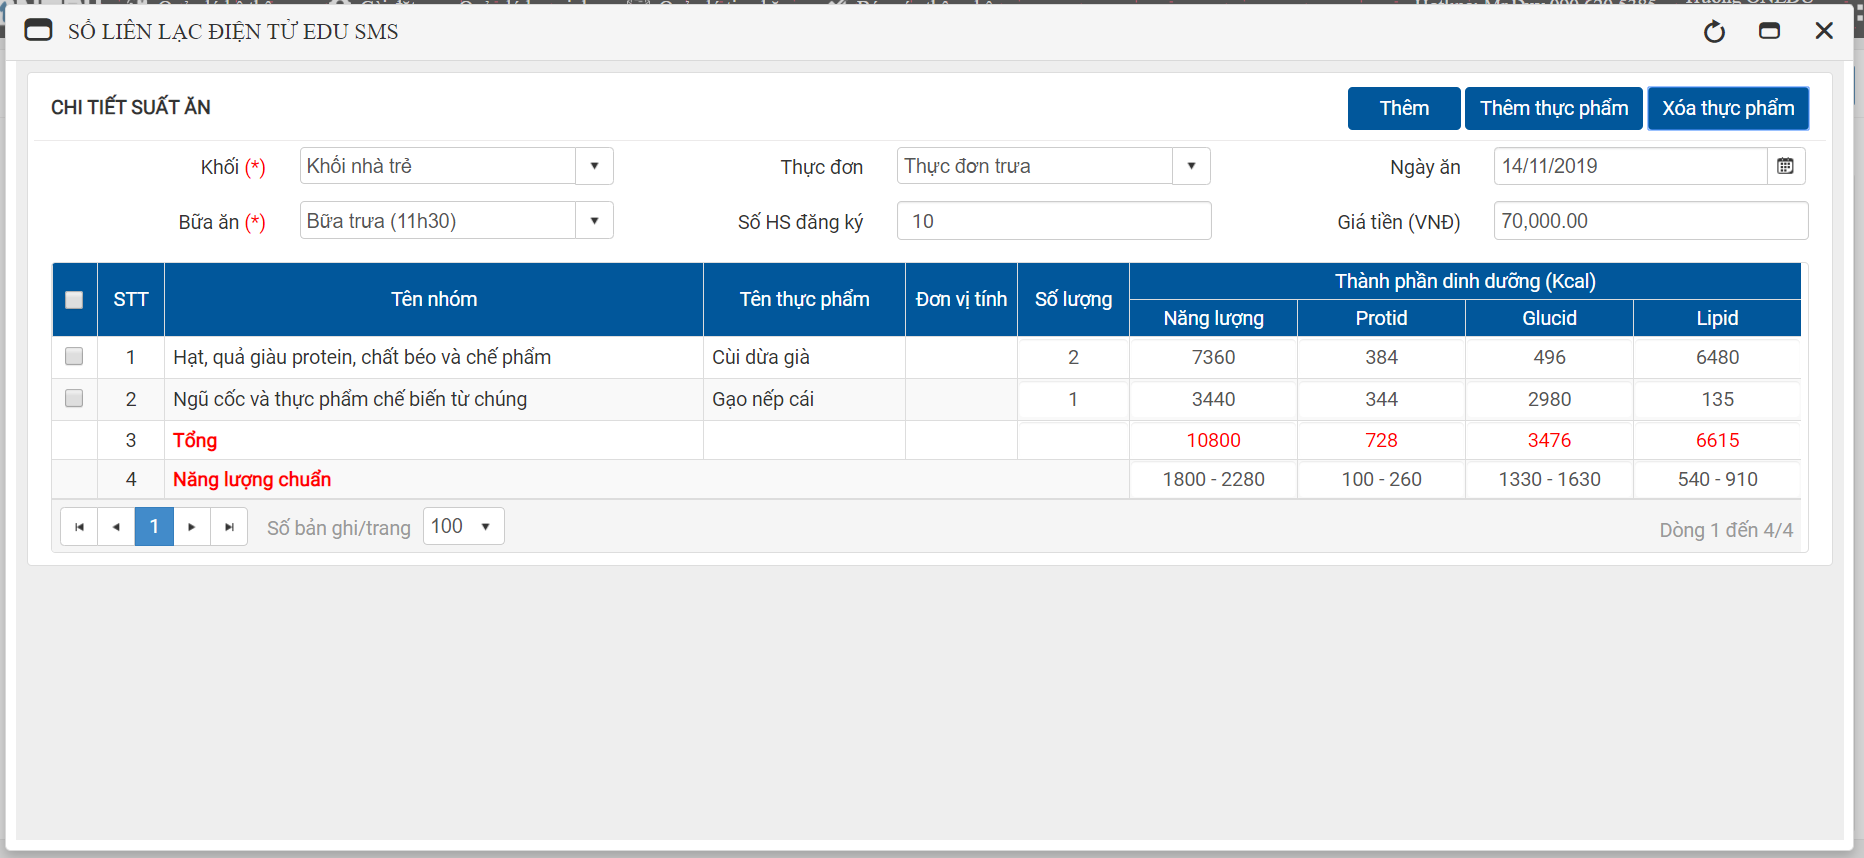 SỔ LIÊN LẠC ĐIỆN TỬ EDU SMS
CHI TIẾT SUẤT ĂN
Thêm
Thêm thực phẩm
Xóa thực phẩm
Khối (*) Khối nhà trẻ
Thực đơn Thực đơn trưa
Ngày ăn 14/11/2019
Bữa ăn (*) Bữa trưa (11h30)
Số HS đăng ký 10
Giá tiền (VNĐ) 70,000.00
STT Tên nhóm Tên thực phẩm Đơn vị tính Số lượng Thành phần dinh dưỡng (Kcal)
Năng lượng Protid Glucid Lipid
1 Hạt, quả giàu protein, chất béo và chế phẩm Cùi dừa già 2 7360 384 496 6480
2 Ngũ cốc và thực phẩm chế biến từ chúng Gạo nếp cái 1 3440 344 2980 135
3 Tổng 10800 728 3476 6615
4 Năng lượng chuẩn 1800 - 2280 100 - 260 1330 - 1630 540 - 910
1 Số bản ghi/trang 100 Dòng 1 đến 4/4